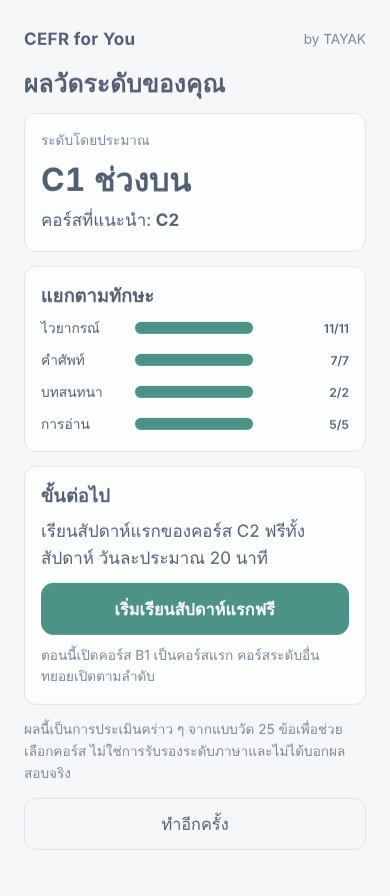 CEFR for You
by TAYAK
ผลวัดระดับของคุณ
ระดับโดยประมาณ
C1 ช่วงบน
คอร์สที่แนะนำ: C2
แยกตามทักษะ
ไวยากรณ์ 11/11
คำศัพท์ 7/7
บทสนทนา 2/2
การอ่าน 5/5
ขั้นต่อไป
เรียนสัปดาห์แรกของคอร์ส C2 ฟรีทั้ง
สัปดาห์ วันละประมาณ 20 นาที
เริ่มเรียนสัปดาห์แรกฟรี
ตอนนี้เปิดคอร์ส B1 เป็นคอร์สแรก คอร์สระดับอื่น
ทยอยเปิดตามลำดับ
ผลนี้เป็นการประเมินคร่าว ๆ จากแบบวัด 25 ข้อเพื่อช่วย
เลือกคอร์ส ไม่ใช่การรับรองระดับภาษาและไม่ได้บอกผล
สอบจริง
ทำอีกครั้ง